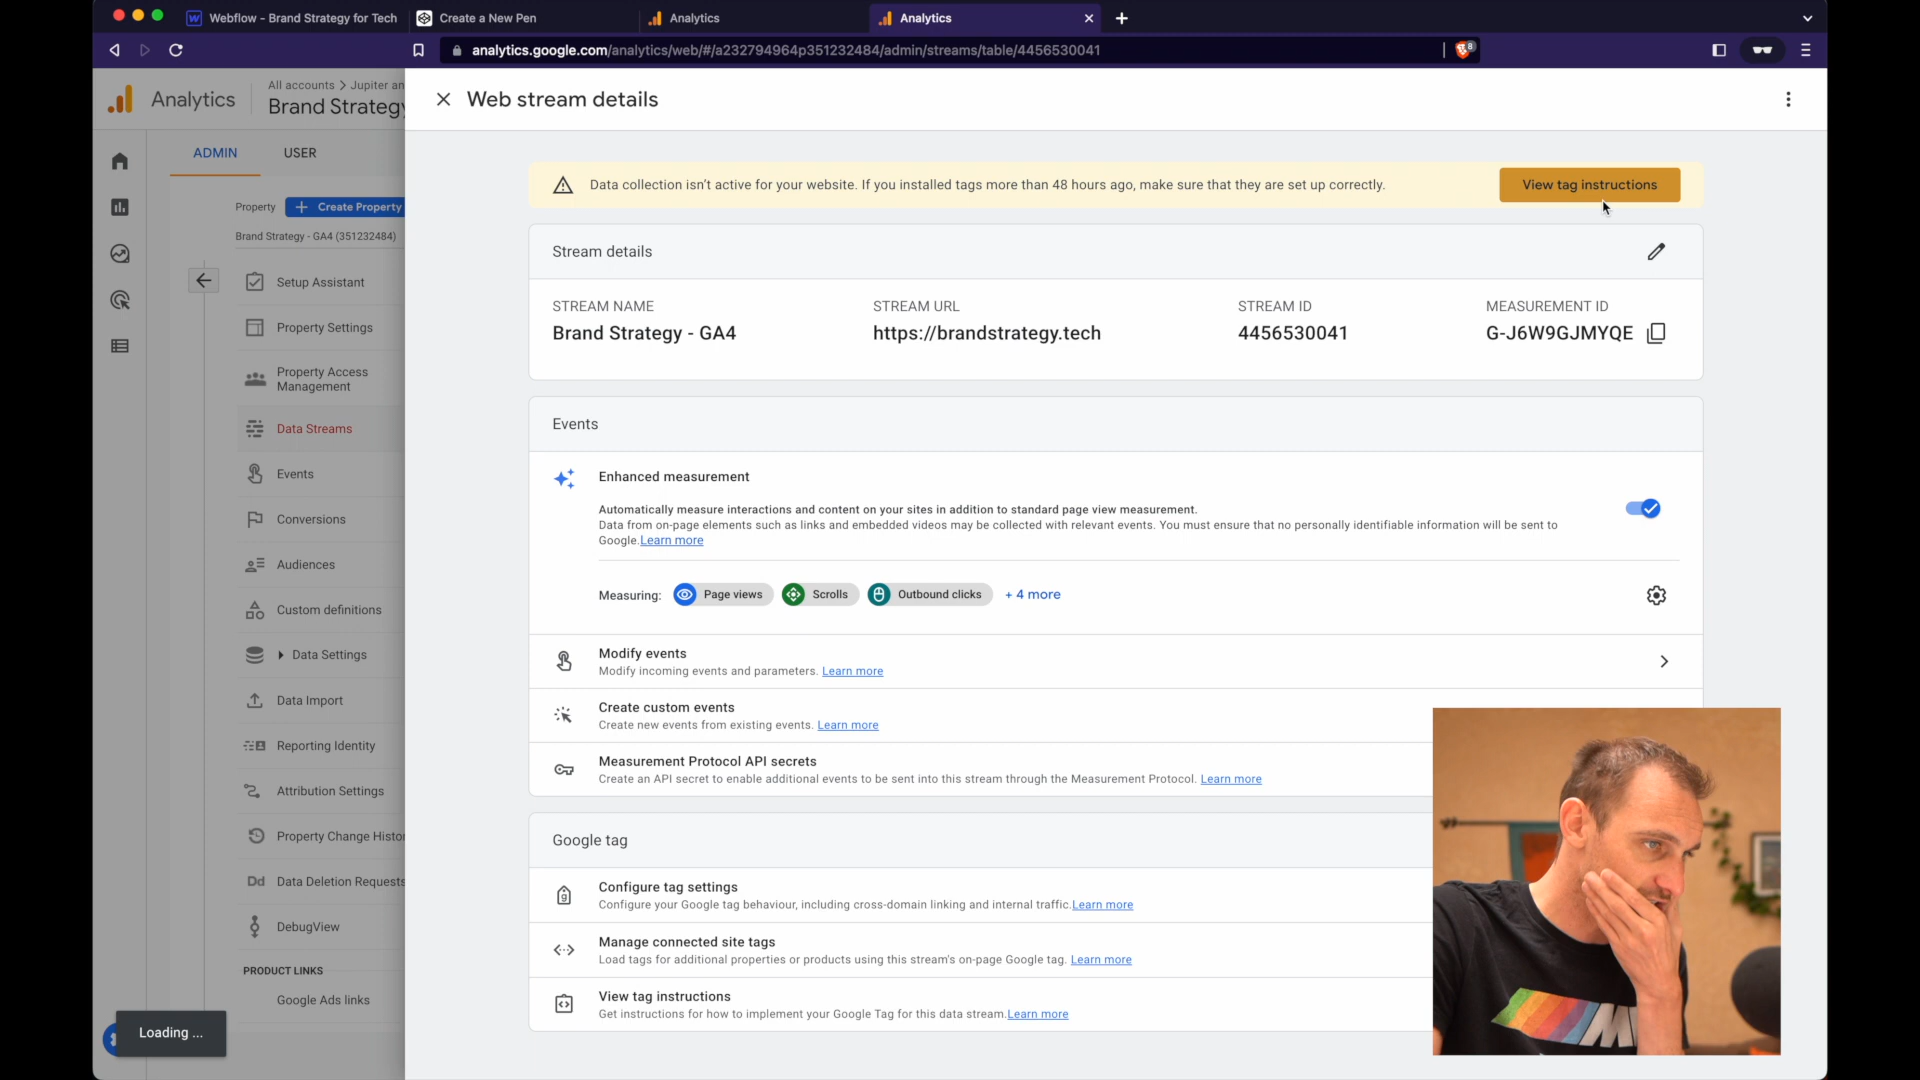 Webflow - Brand Strategy for Tech
Create a New Pen
Analytics
Analytics
analytics.google.com/analytics/web/#/a232794964p351232484/admin/streams/table/4456530041
Analytics
All accounts > Jupiter an
Brand Strategy
Web stream details
ADMIN
USER
Data collection isn't active for your website. If you installed tags more than 48 hours ago, make sure that they are set up correctly.
View tag instructions
Property
Create Property
Brand Strategy - GA4 (351232484)
Setup Assistant
Property Settings
Property Access
Management
Data Streams
Events
Conversions
Audiences
Custom definitions
Data Settings
Data Import
Reporting Identity
Attribution Settings
Property Change Histor
Dd Data Deletion Requests
DebugView
PRODUCT LINKS
Google Ads links
Loading ...
Stream details
STREAM NAME
Brand Strategy - GA4
STREAM URL
https://brandstrategy.tech
STREAM ID
4456530041
MEASUREMENT ID
G-J6W9GJMYQE
Events
Enhanced measurement
Automatically measure interactions and content on your sites in addition to standard page view measurement.
Data from on-page elements such as links and embedded videos may be collected with relevant events. You must ensure that no personally identifiable information will be sent to
Google. Learn more
Measuring: Page views Scrolls Outbound clicks + 4 more
Modify events
Modify incoming events and parameters. Learn more
Create custom events
Create new events from existing events. Learn more
Measurement Protocol API secrets
Create an API secret to enable additional events to be sent into this stream through the Measurement Protocol. Learn more
Google tag
Configure tag settings
Configure your Google tag behaviour, including cross-domain linking and internal traffic. Learn more
Manage connected site tags
Load tags for additional properties or products using this stream's on-page Google tag. Learn more
View tag instructions
Get instructions for how to implement your Google Tag for this data stream. Learn more